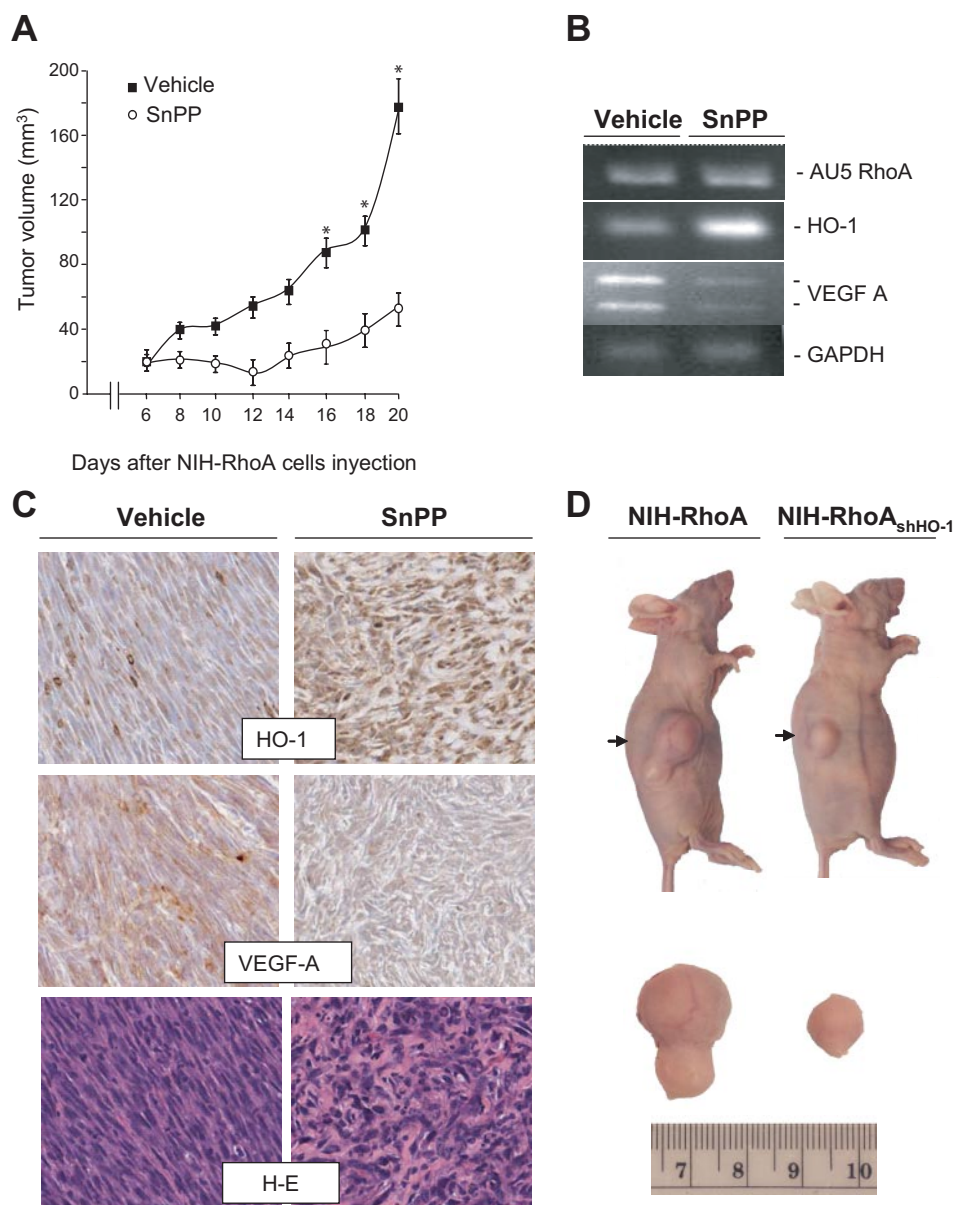 A
200
160
120
80
40
0
Tumor volume (mm³)
■ Vehicle
○ SnPP
*
*
*
6 8 10 12 14 16 18 20
Days after NIH-RhoA cells inyection
B
Vehicle SnPP
- AU5 RhoA
- HO-1
- VEGF A
-
- GAPDH
C
Vehicle SnPP
HO-1
VEGF-A
H-E
D
NIH-RhoA NIH-RhoAshHO-1
7 8 9 10